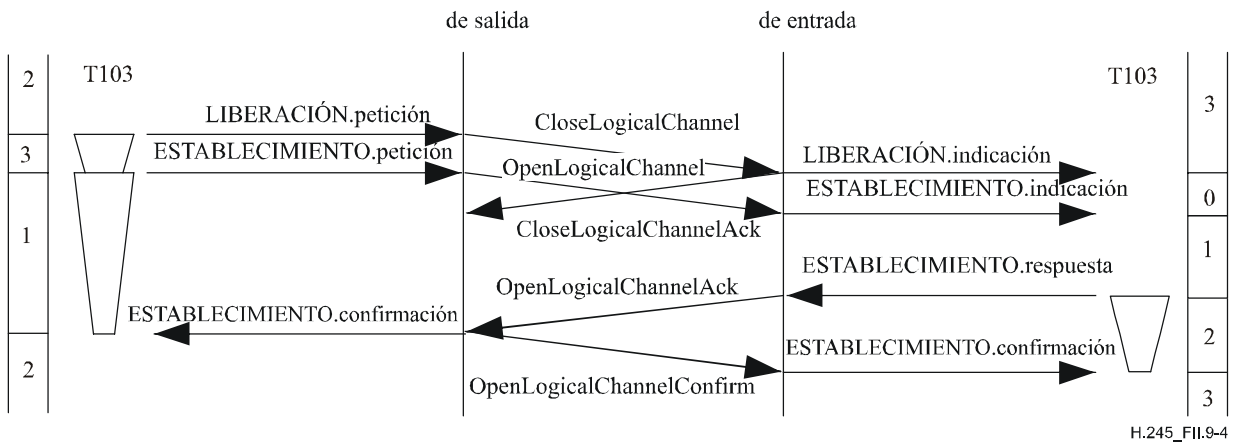 de salida
de entrada
2
T103
T103
3
LIBERACIÓN.petición
CloseLogicalChannel
3
ESTABLECIMIENTO.petición
OpenLogicalChannel
LIBERACIÓN.indicación
ESTABLECIMIENTO.indicación
0
1
CloseLogicalChannelAck
1
ESTABLECIMIENTO.respuesta
OpenLogicalChannelAck
ESTABLECIMIENTO.confirmación
2
ESTABLECIMIENTO.confirmación
2
OpenLogicalChannelConfirm
3
H.245_FII.9-4